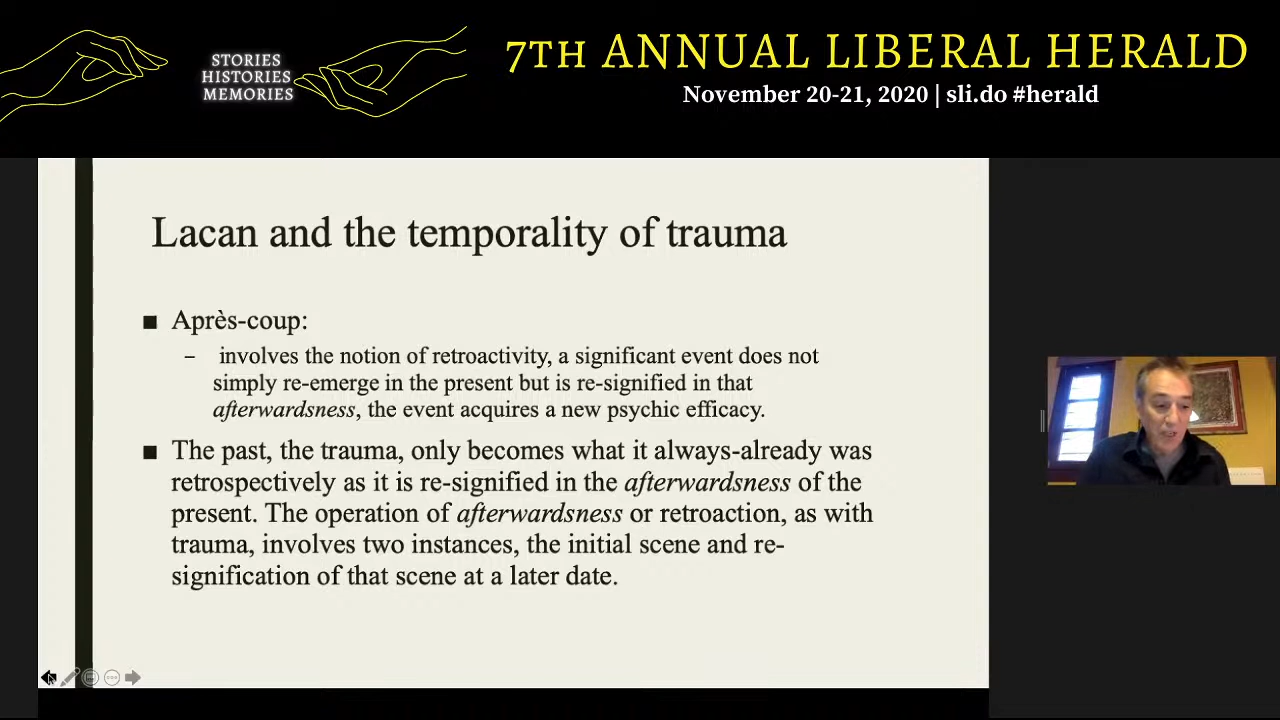 STORIES
HISTORIES
MEMORIES
7TH ANNUAL LIBERAL HERALD
November 20-21, 2020 | sli.do #herald
Lacan and the temporality of trauma
■ Après-coup:
– involves the notion of retroactivity, a significant event does not
simply re-emerge in the present but is re-signified in that
afterwardsness, the event acquires a new psychic efficacy.
■ The past, the trauma, only becomes what it always-already was
retrospectively as it is re-signified in the afterwardsness of the
present. The operation of afterwardsness or retroaction, as with
trauma, involves two instances, the initial scene and re-
signification of that scene at a later date.